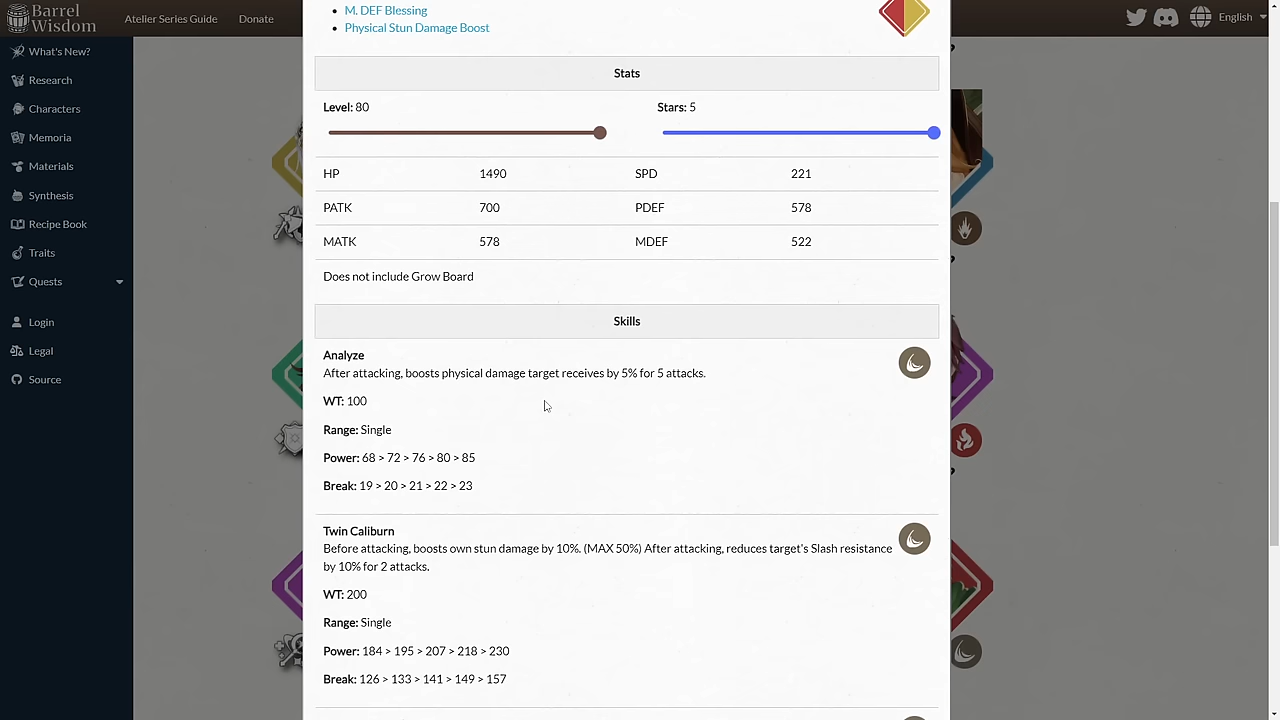 Barrel
Wisdom
Atelier Series Guide
Donate
English
What's New?
Research
Characters
Memoria
Materials
Synthesis
Recipe Book
Traits
Quests
Login
Legal
Source
M. DEF Blessing
Physical Stun Damage Boost
Stats
Level: 80
Stars: 5
HP 1490 SPD 221
PATK 700 PDEF 578
MATK 578 MDEF 522
Does not include Grow Board
Skills
Analyze
After attacking, boosts physical damage target receives by 5% for 5 attacks.
WT: 100
Range: Single
Power: 68 > 72 > 76 > 80 > 85
Break: 19 > 20 > 21 > 22 > 23
Twin Caliburn
Before attacking, boosts own stun damage by 10%. (MAX 50%) After attacking, reduces target's Slash resistance
by 10% for 2 attacks.
WT: 200
Range: Single
Power: 184 > 195 > 207 > 218 > 230
Break: 126 > 133 > 141 > 149 > 157